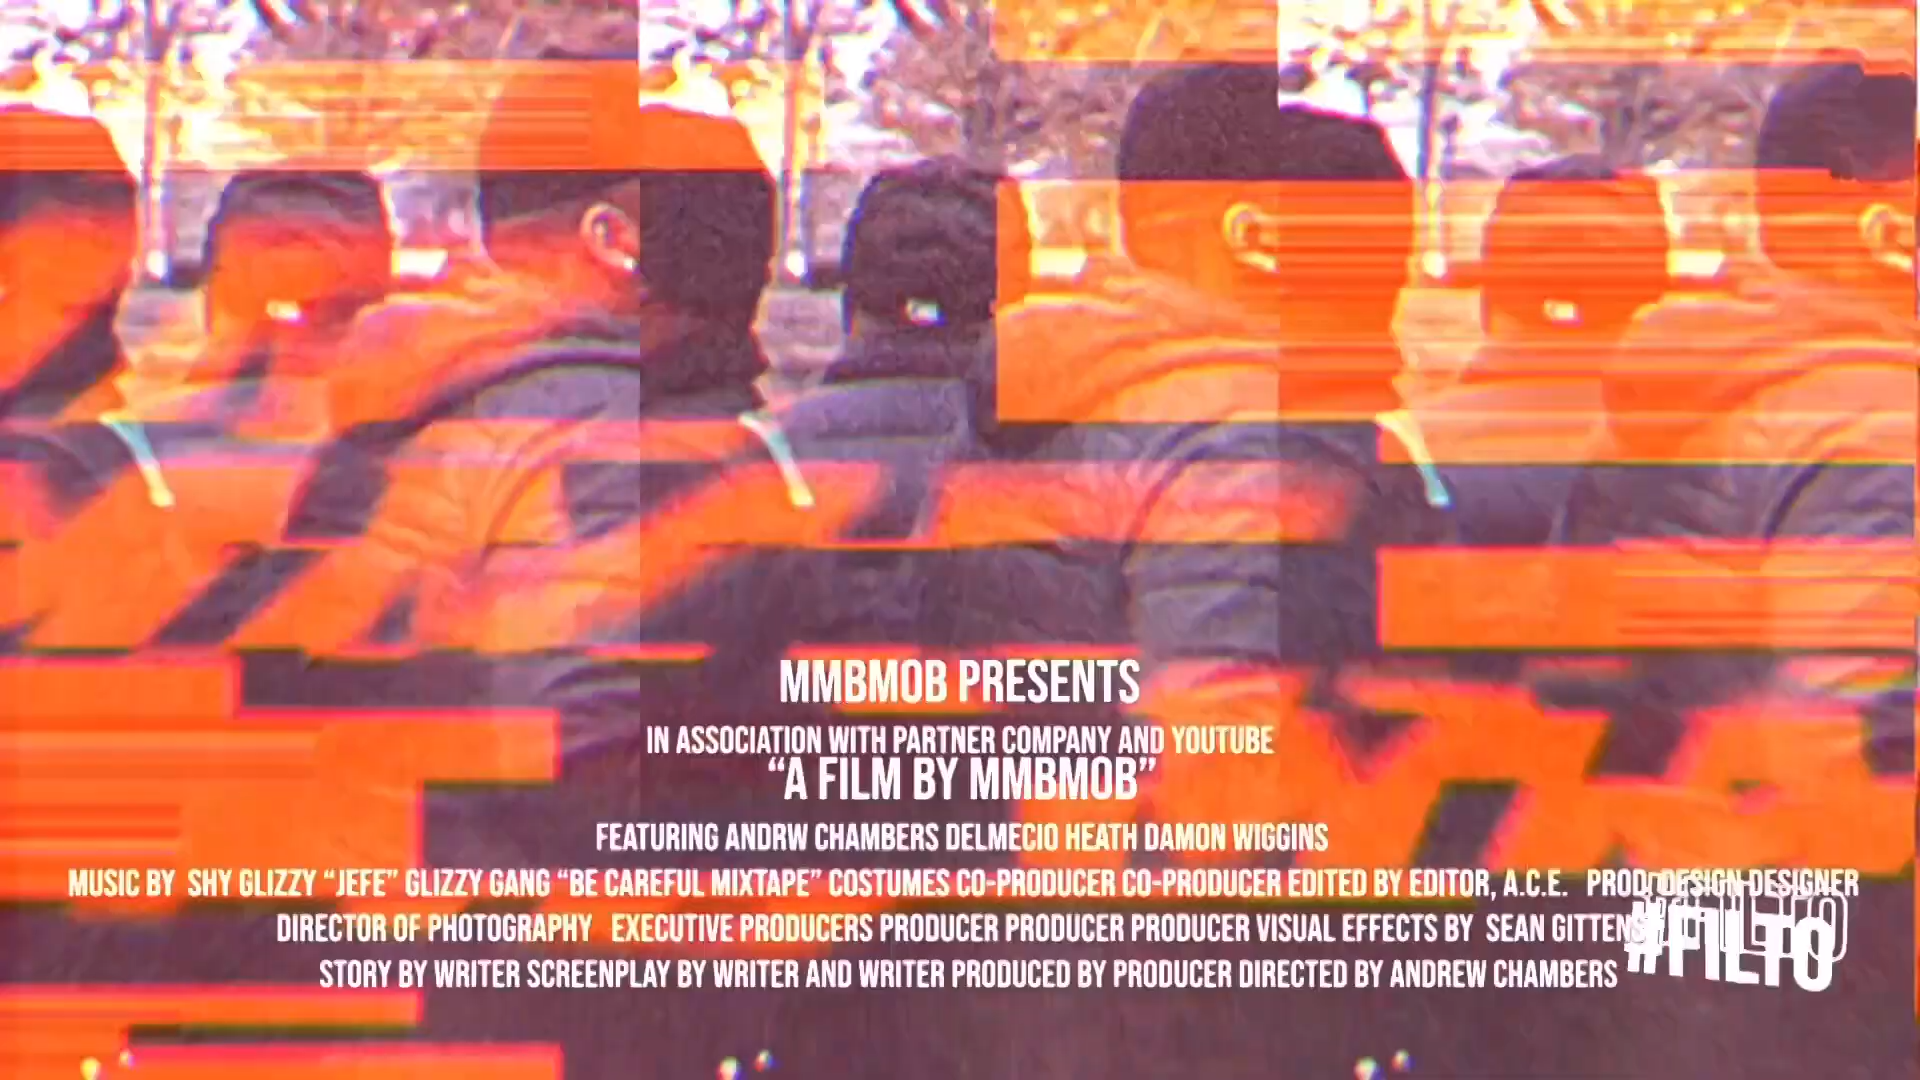 MMBMOB PRESENTS
IN ASSOCIATION WITH PARTNER COMPANY AND YOUTUBE
“A FILM BY MMBMOB”
FEATURING ANDRW CHAMBERS DELMECIO HEATH DAMON WIGGINS
MUSIC BY SHY GLIZZY “JEFE” GLIZZY GANG “BE CAREFUL MIXTAPE” COSTUMES CO-PRODUCER CO-PRODUCER EDITED BY EDITOR, A.C.E. PROD. DESIGN DESIGNER
DIRECTOR OF PHOTOGRAPHY EXECUTIVE PRODUCERS PRODUCER PRODUCER PRODUCER VISUAL EFFECTS BY SEAN GITTENS
STORY BY WRITER SCREENPLAY BY WRITER AND WRITER PRODUCED BY PRODUCER DIRECTED BY ANDREW CHAMBERS
#FILTO